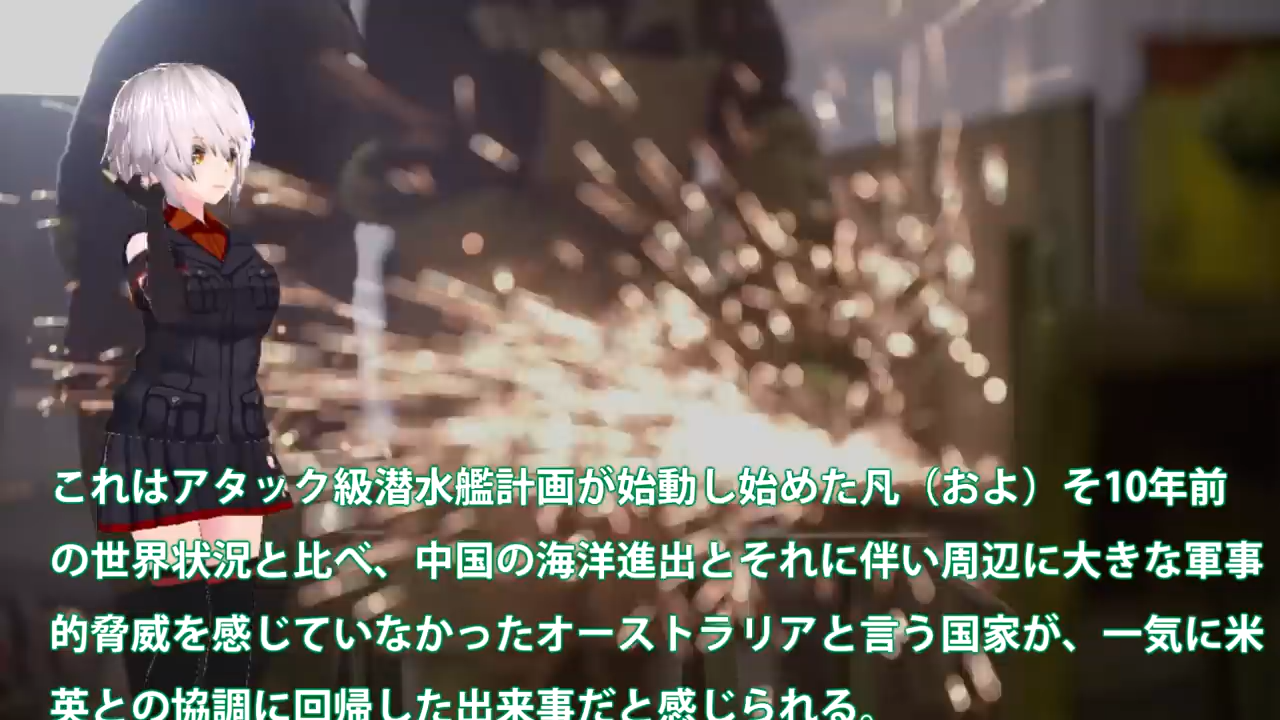 これはアタック級潜水艦計画が始動し始めた凡（およ）そ10年前
の世界状況と比べ、中国の海洋進出とそれに伴い周辺に大きな軍事
的脅威を感じていなかったオーストラリアと言う国家が、一気に米
英との協調に回帰した出来事だと感じられる。